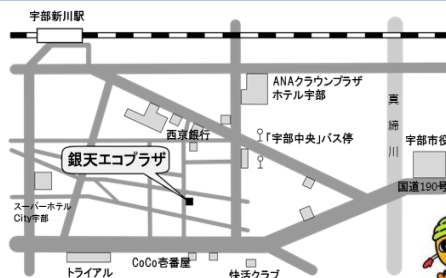 宇部新川駅
ANAクラウンプラザ
ホテル宇部
真締川
西京銀行
「宇部中央」バス停
宇部市役
銀天エコプラザ
国道190号
スーパーホテル
City宇部
CoCo壱番屋
トライアル
快活クラブ